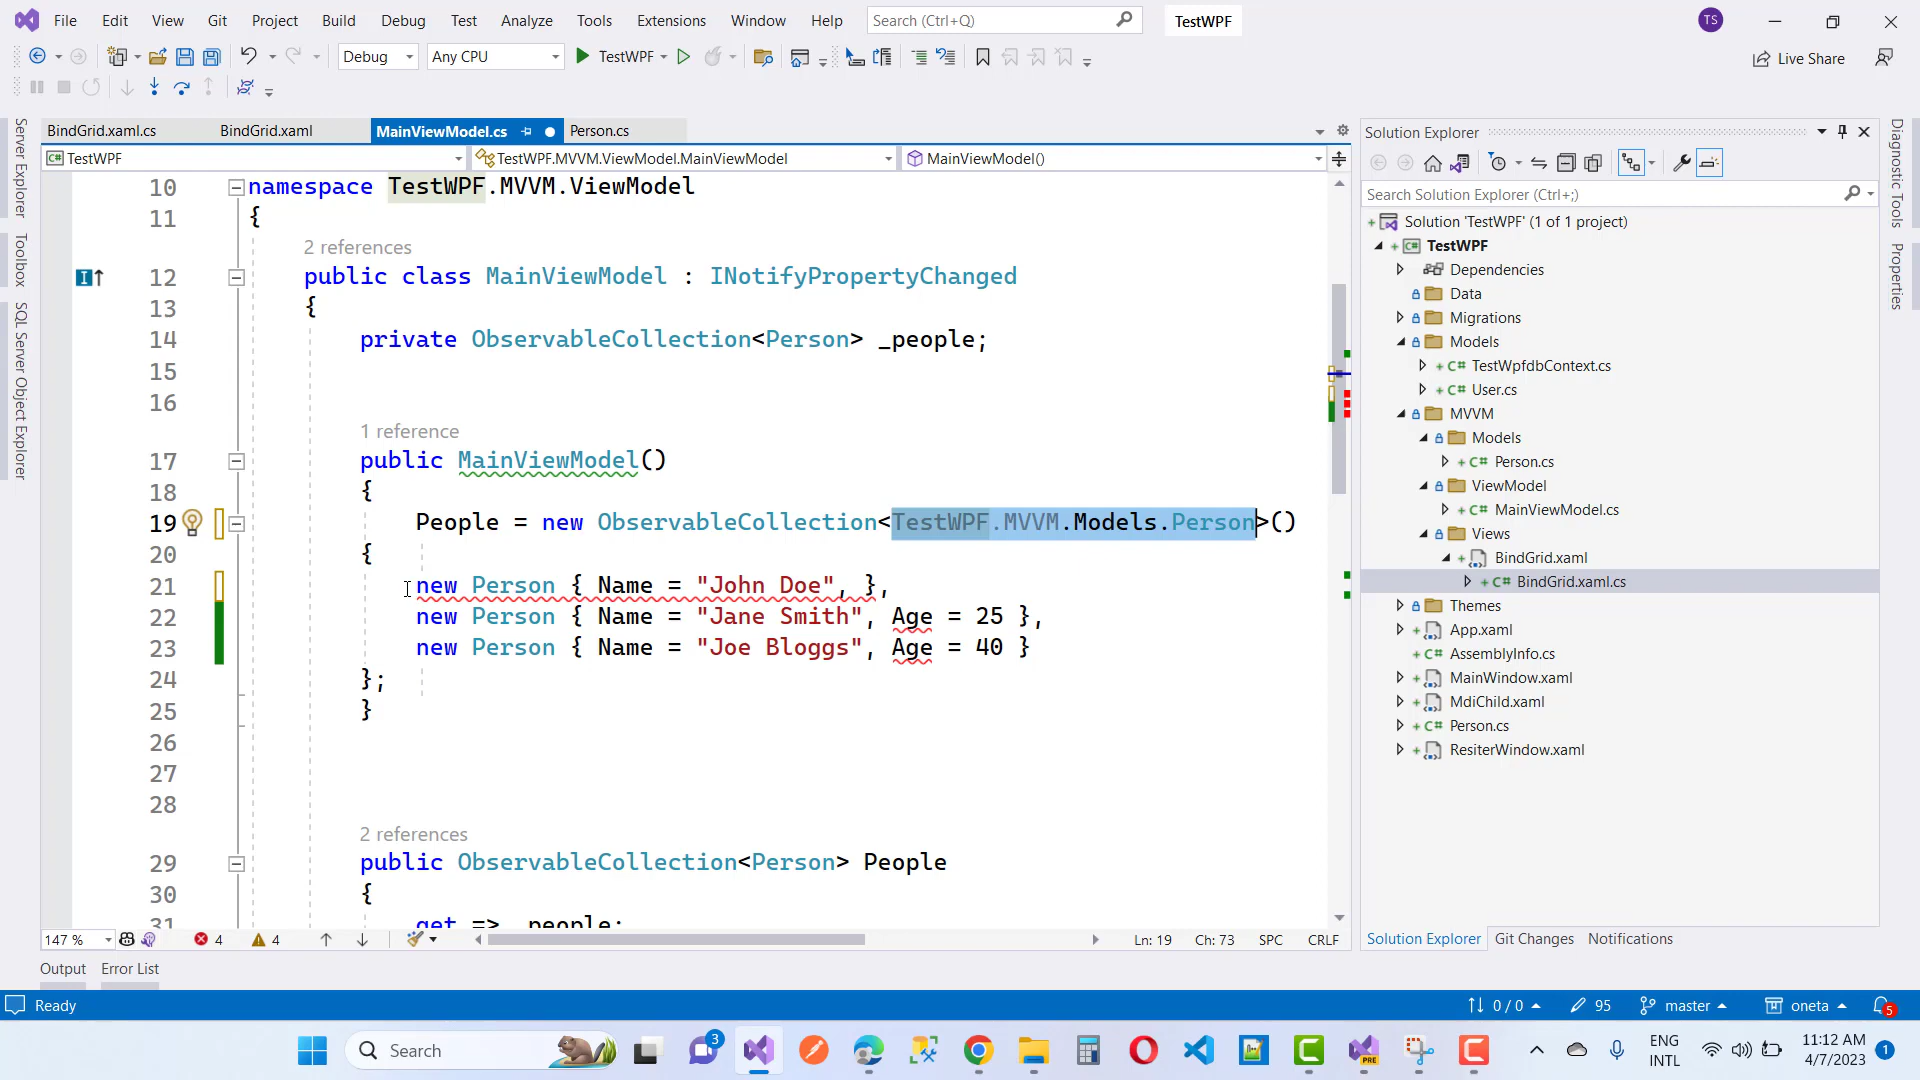 File Edit View Git Project Build Debug Test Analyze Tools Extensions Window Help Search (Ctrl+Q) TestWPF TS
Debug Any CPU TestWPF Live Share
BindGrid.xaml.cs BindGrid.xaml MainViewModel.cs Person.cs
TestWPF TestWPF.MVVM.ViewModel.MainViewModel MainViewModel()
10 namespace TestWPF.MVVM.ViewModel
11 {
2 references
12 public class MainViewModel : INotifyPropertyChanged
13 {
14 private ObservableCollection<Person> _people;
15
16
1 reference
17 public MainViewModel()
18 {
19 People = new ObservableCollection<TestWPF.MVVM.Models.Person>()
20 {
21 new Person { Name = "John Doe", },
22 new Person { Name = "Jane Smith", Age = 25 },
23 new Person { Name = "Joe Bloggs", Age = 40 }
24 };
25 }
26
27
28
2 references
29 public ObservableCollection<Person> People
30 {
31 get => _people;
147 % 4 4 Ln: 19 Ch: 73 SPC CRLF
Output Error List
Server Explorer
Toolbox
SQL Server Object Explorer
Solution Explorer
Search Solution Explorer (Ctrl+;)
Solution 'TestWPF' (1 of 1 project)
TestWPF
Dependencies
Data
Migrations
Models
TestWpfdbContext.cs
User.cs
MVVM
Models
Person.cs
ViewModel
MainViewModel.cs
Views
BindGrid.xaml
BindGrid.xaml.cs
Themes
App.xaml
AssemblyInfo.cs
MainWindow.xaml
MdiChild.xaml
Person.cs
ResiterWindow.xaml
Solution Explorer Git Changes Notifications
Diagnostic Tools
Properties
Ready 0 / 0 95 master oneta 5
Search 3 PRE ENG 11:12 AM 1
INTL 4/7/2023